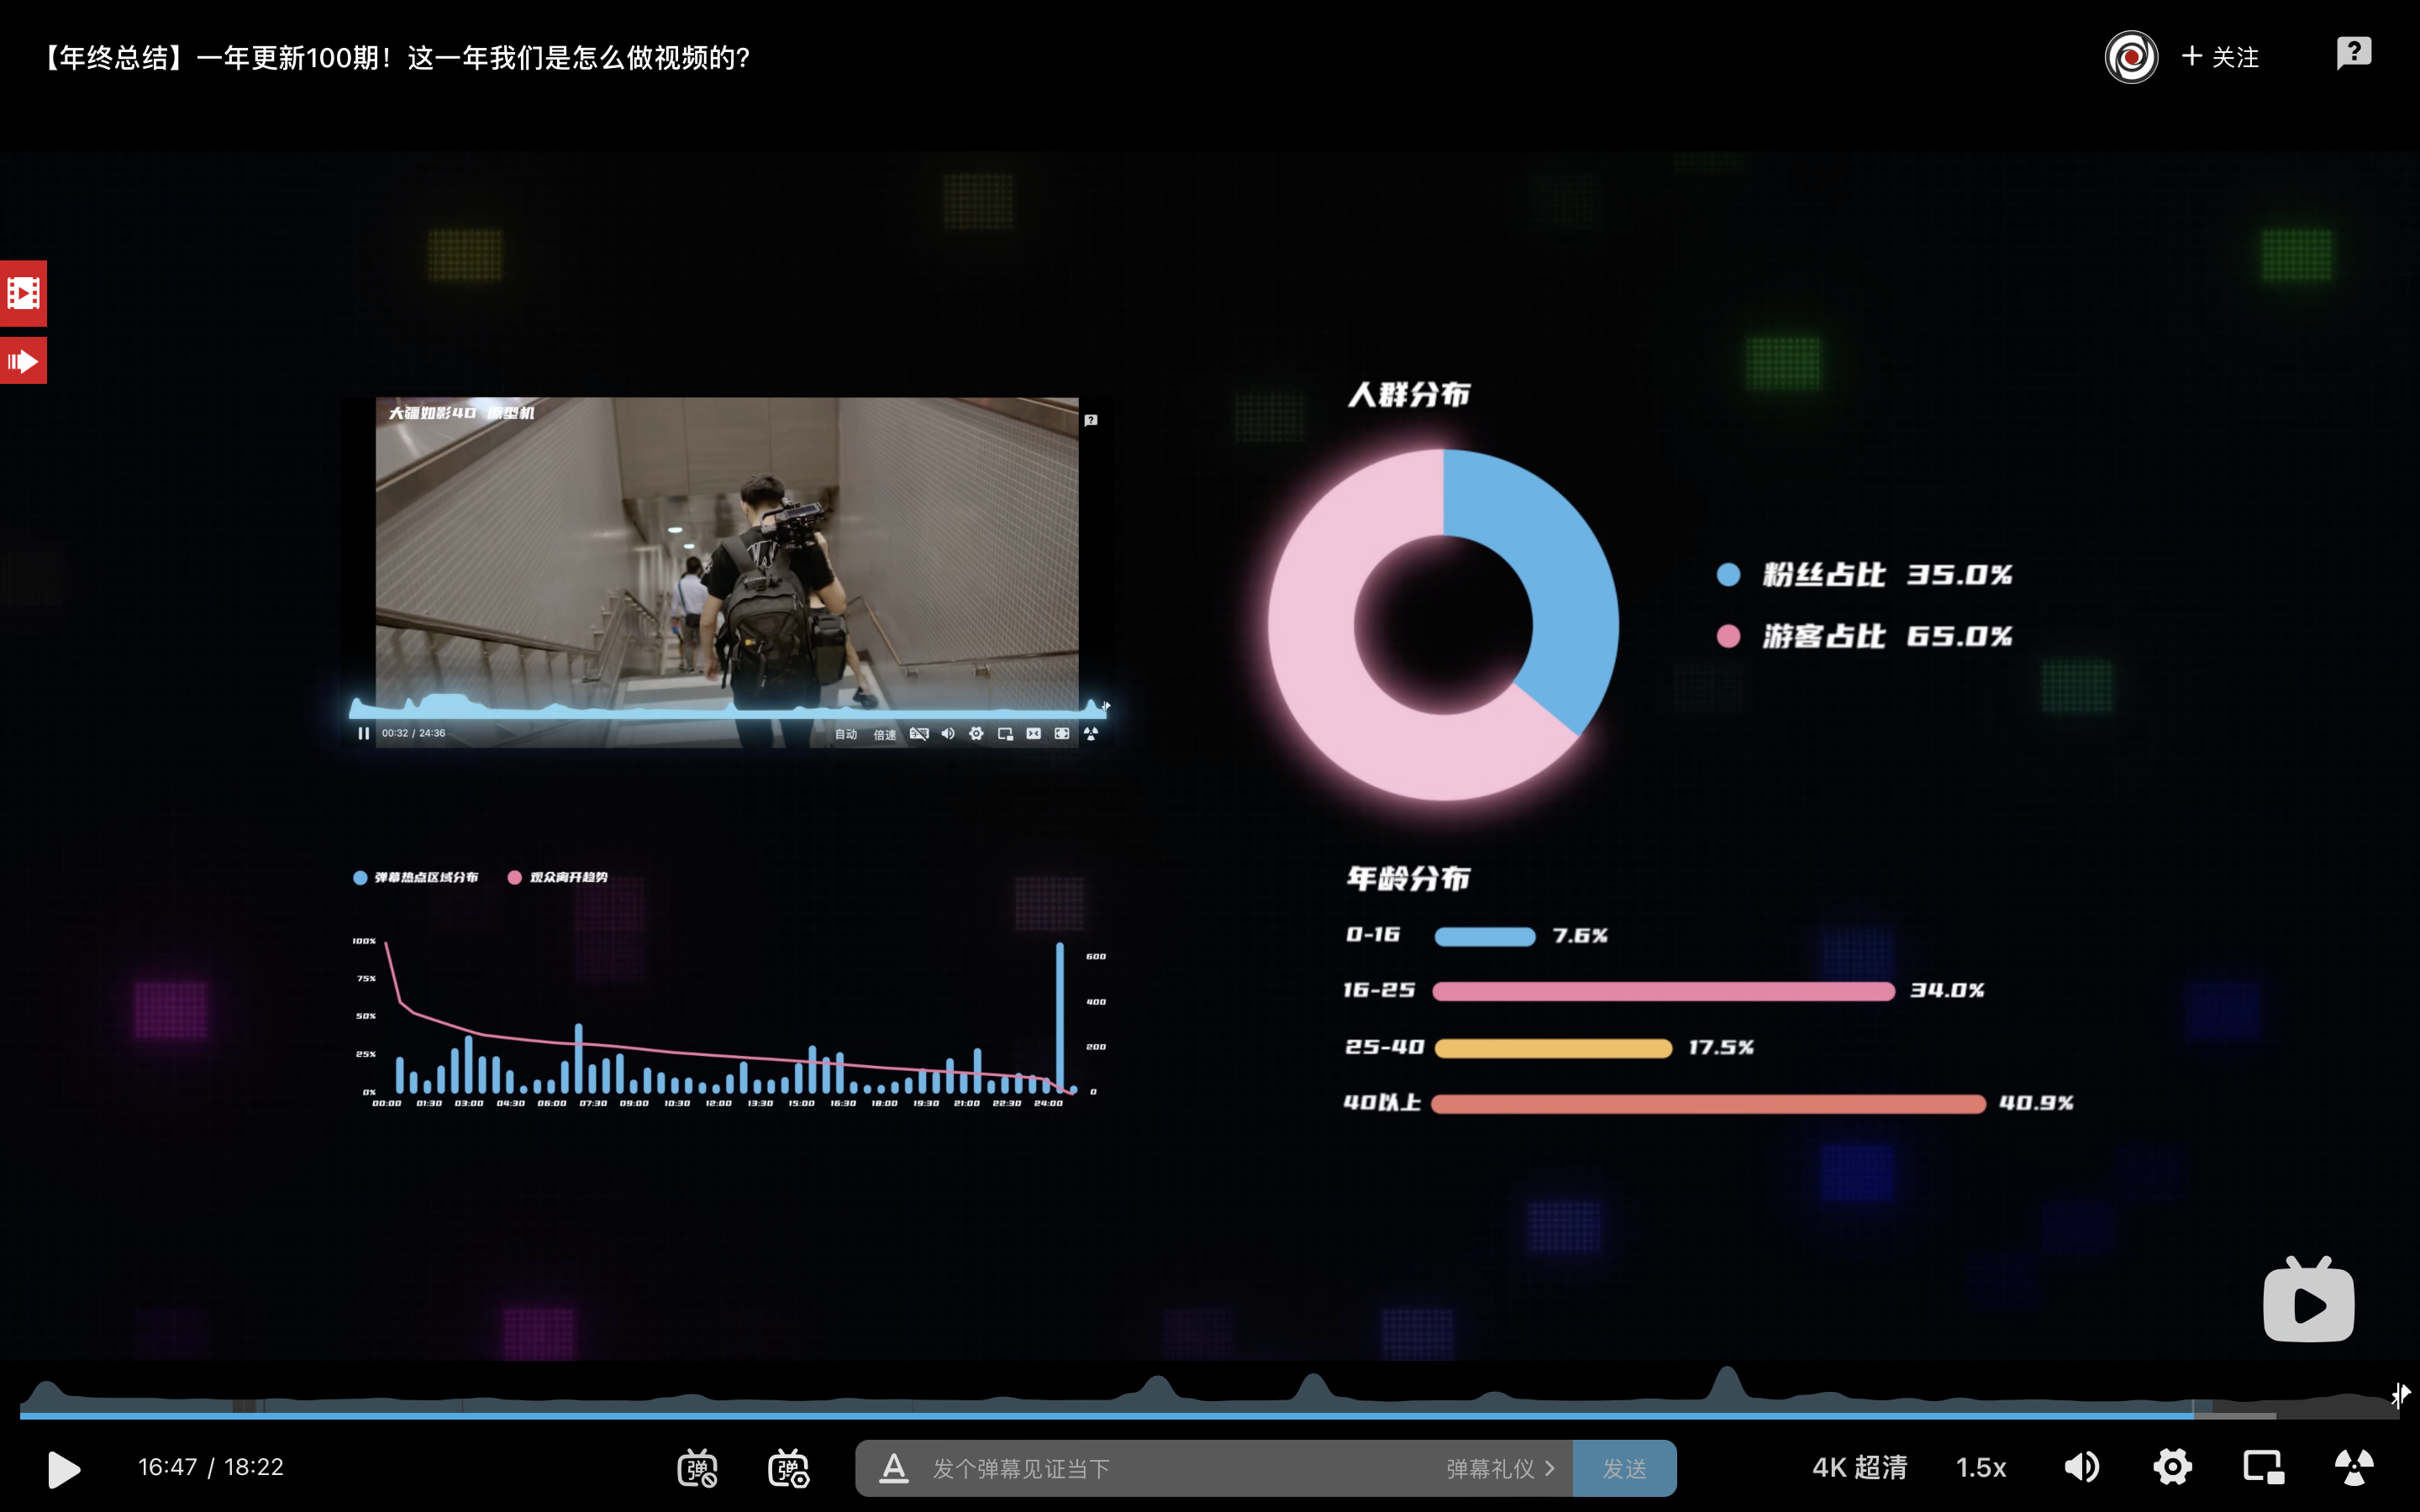 【年终总结】一年更新100期！这一年我们是怎么做视频的?
+ 关注
大疆如影4D 原型机
00:32 / 24:36
自动 倍速
人群分布
粉丝占比 35.0%
游客占比 65.0%
弹幕热点区域分布 观众离开趋势
100%
75%
50%
25%
0%
600
400
200
0
00:00 01:30 03:00 04:30 06:00 07:30 09:00 10:30 12:00 13:30 15:00 16:30 18:00 19:30 21:00 22:30 24:00
年龄分布
0-16 7.6%
16-25 34.0%
25-40 17.5%
40以上 40.9%
16:47 / 18:22
弹 弹
A 发个弹幕见证当下 弹幕礼仪 > 发送
4K 超清 1.5x